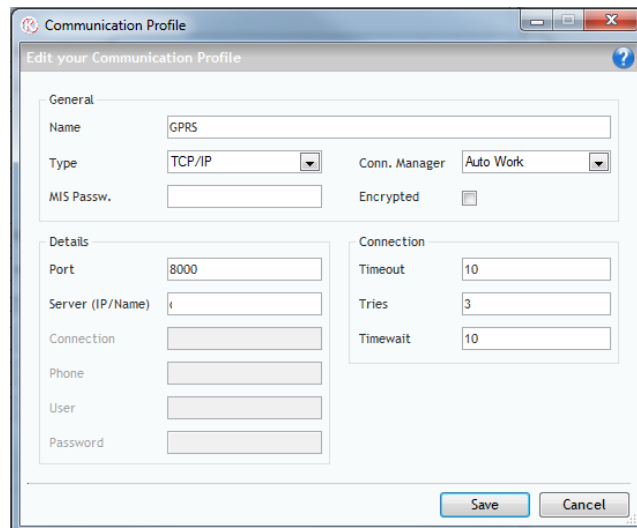 Communication Profile
Edit your Communication Profile
?
General
Name GPRS
Type TCP/IP Conn. Manager Auto Work
MIS Passw. Encrypted
Details Connection
Port 8000 Timeout 10
Server (IP/Name) Tries 3
Connection Timewait 10
Phone
User
Password
Save Cancel